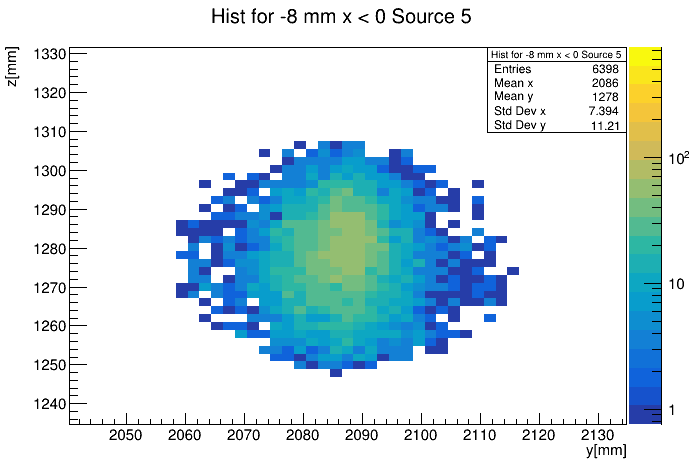 Hist for -8 mm x < 0 Source 5
z[mm]
1330
1320
1310
1300
1290
1280
1270
1260
1250
1240
Hist for -8 mm x < 0 Source 5
Entries 6398
Mean x 2086
Mean y 1278
Std Dev x 7.394
Std Dev y 11.21
10²
10
1
2050 2060 2070 2080 2090 2100 2110 2120 2130
y[mm]